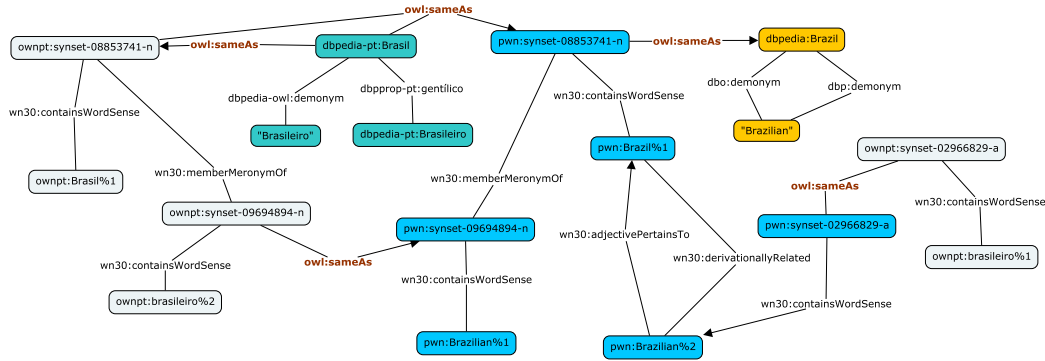 owl:sameAs
ownpt:synset-08853741-n
owl:sameAs
dbpedia-pt:Brasil
pwn:synset-08853741-n
owl:sameAs
dbpedia:Brazil
wn30:containsWordSense
dbpedia-owl:demonym
dbpprop-pt:gentílico
wn30:containsWordSense
dbo:demonym
dbp:demonym
"Brasileiro"
dbpedia-pt:Brasileiro
"Brazilian"
pwn:Brazil%1
ownpt:synset-02966829-a
ownpt:Brasil%1
wn30:memberMeronymOf
wn30:memberMeronymOf
owl:sameAs
wn30:containsWordSense
ownpt:synset-09694894-n
pwn:synset-09694894-n
wn30:adjectivePertainsTo
pwn:synset-02966829-a
owl:sameAs
wn30:derivationallyRelated
ownpt:brasileiro%1
wn30:containsWordSense
wn30:containsWordSense
ownpt:brasileiro%2
wn30:containsWordSense
pwn:Brazilian%1
pwn:Brazilian%2